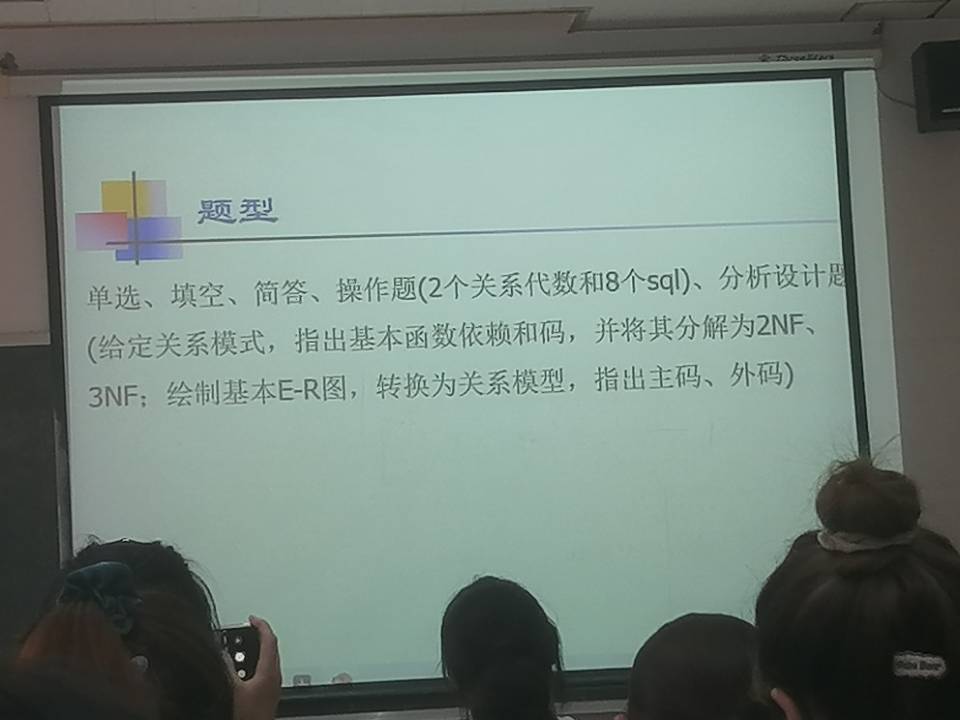 题型
单选、填空、简答、操作题(2个关系代数和8个sql)、分析设计题
(给定关系模式，指出基本函数依赖和码，并将其分解为2NF、
3NF；绘制基本E-R图，转换为关系模型，指出主码、外码)